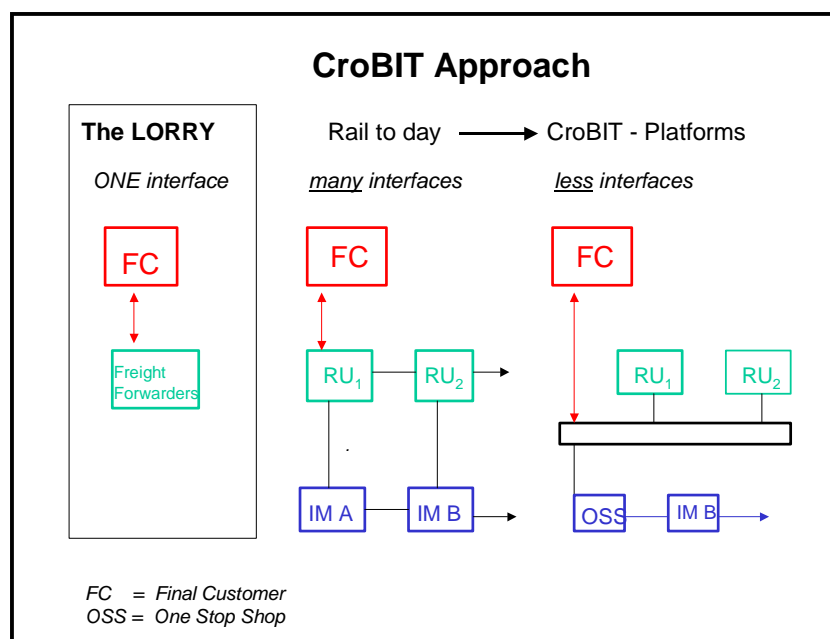 CroBIT Approach
The LORRY
ONE interface
FC
Freight
Forwarders
Rail to day
many interfaces
FC
RU1
RU2
IM A
IM B
CroBIT - Platforms
less interfaces
FC
RU1
RU2
OSS
IM B
FC = Final Customer
OSS = One Stop Shop